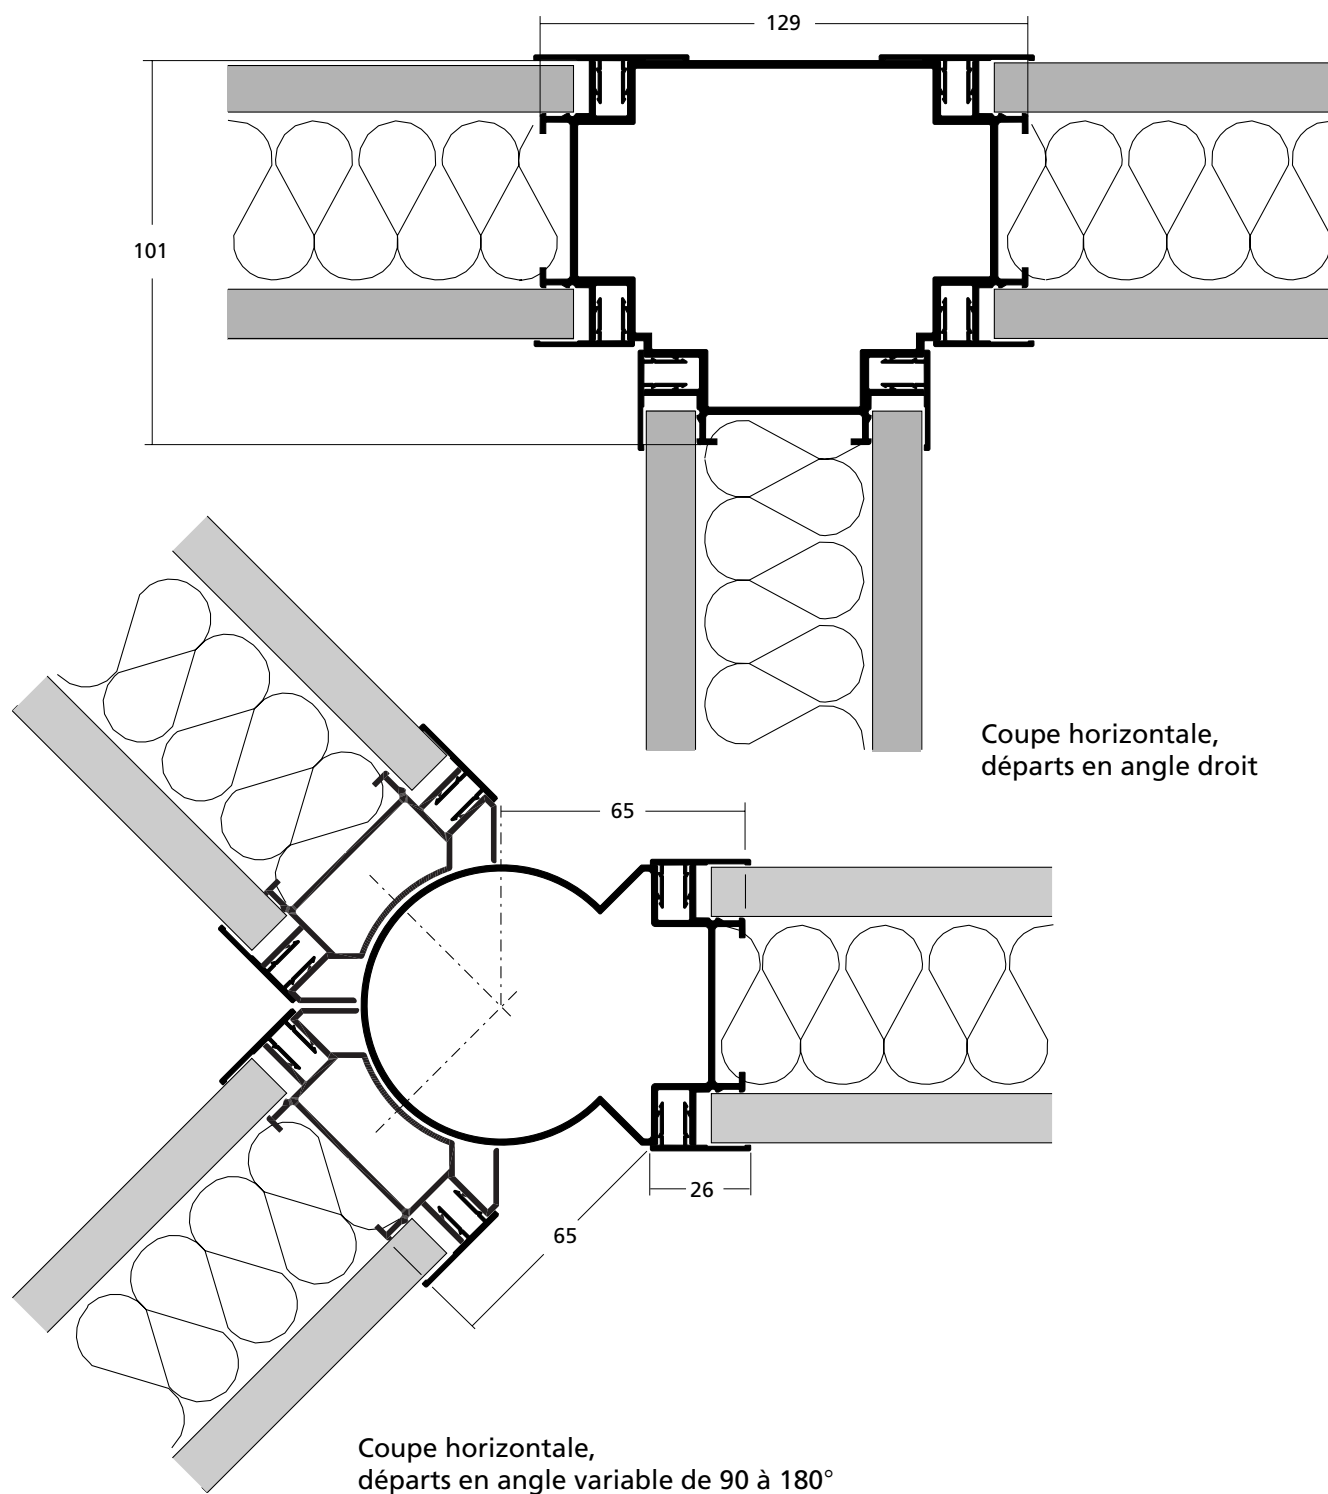 129
101
Coupe horizontale,
départs en angle droit
65
26
65
Coupe horizontale,
départs en angle variable de 90 à 180°